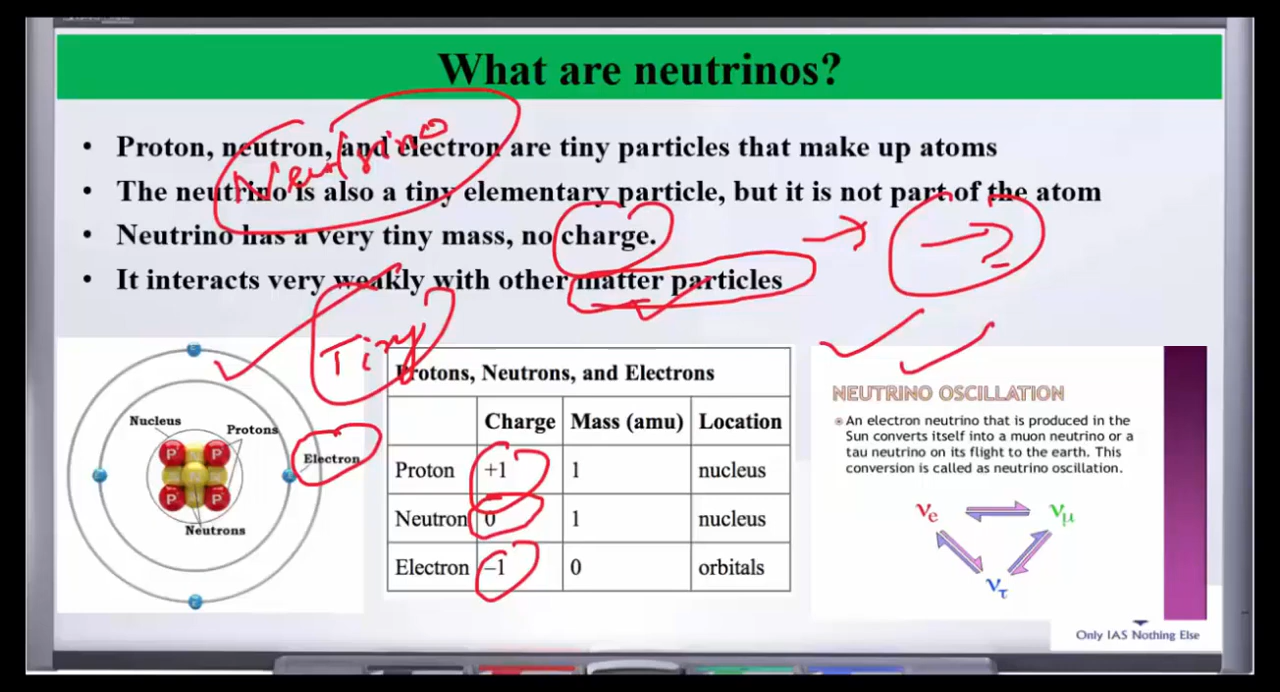 What are neutrinos?
• Proton, neutron, and electron are tiny particles that make up atoms
• The neutrino is also a tiny elementary particle, but it is not part of the atom
• Neutrino has a very tiny mass, no charge.
• It interacts very weakly with other matter particles
Neutrino
Tiny
→ ?
Nucleus
Protons
Electron
P P
P P
Neutrons
Protons, Neutrons, and Electrons
Charge Mass (amu) Location
Proton +1 1 nucleus
Neutron 0 1 nucleus
Electron –1 0 orbitals
NEUTRINO OSCILLATION
An electron neutrino that is produced in the
Sun converts itself into a muon neutrino or a
tau neutrino on its flight to the earth. This
conversion is called as neutrino oscillation.
νe νμ
ντ
Only IAS Nothing Else